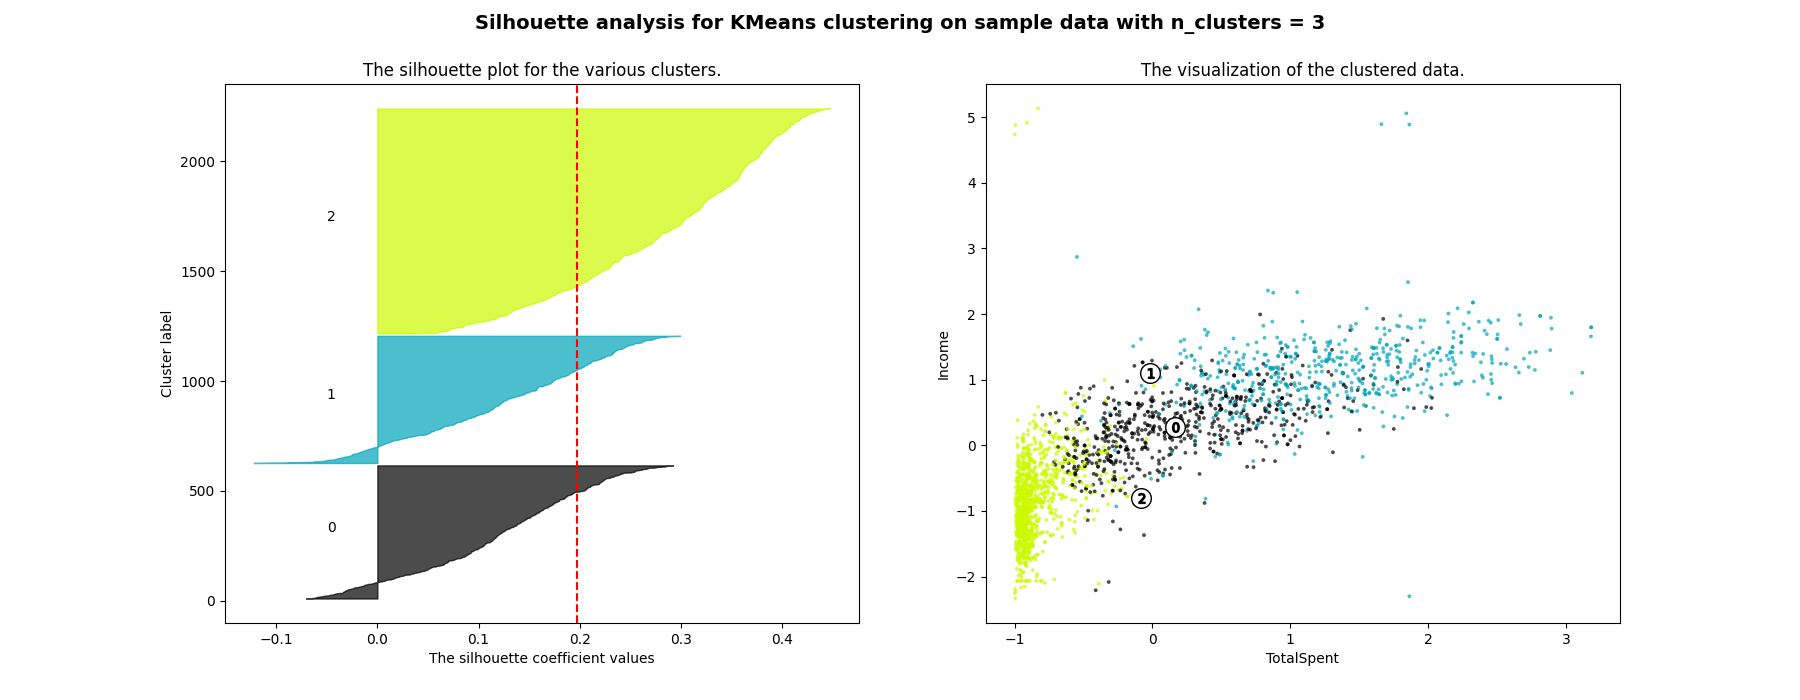 Silhouette analysis for KMeans clustering on sample data with n_clusters = 3
The silhouette plot for the various clusters.
2000
1500
1000
500
0
Cluster label
2
1
0
−0.1 0.0 0.1 0.2 0.3 0.4
The silhouette coefficient values
The visualization of the clustered data.
5
4
3
2
1
0
−1
−2
Income
1
0
2
−1 0 1 2 3
TotalSpent